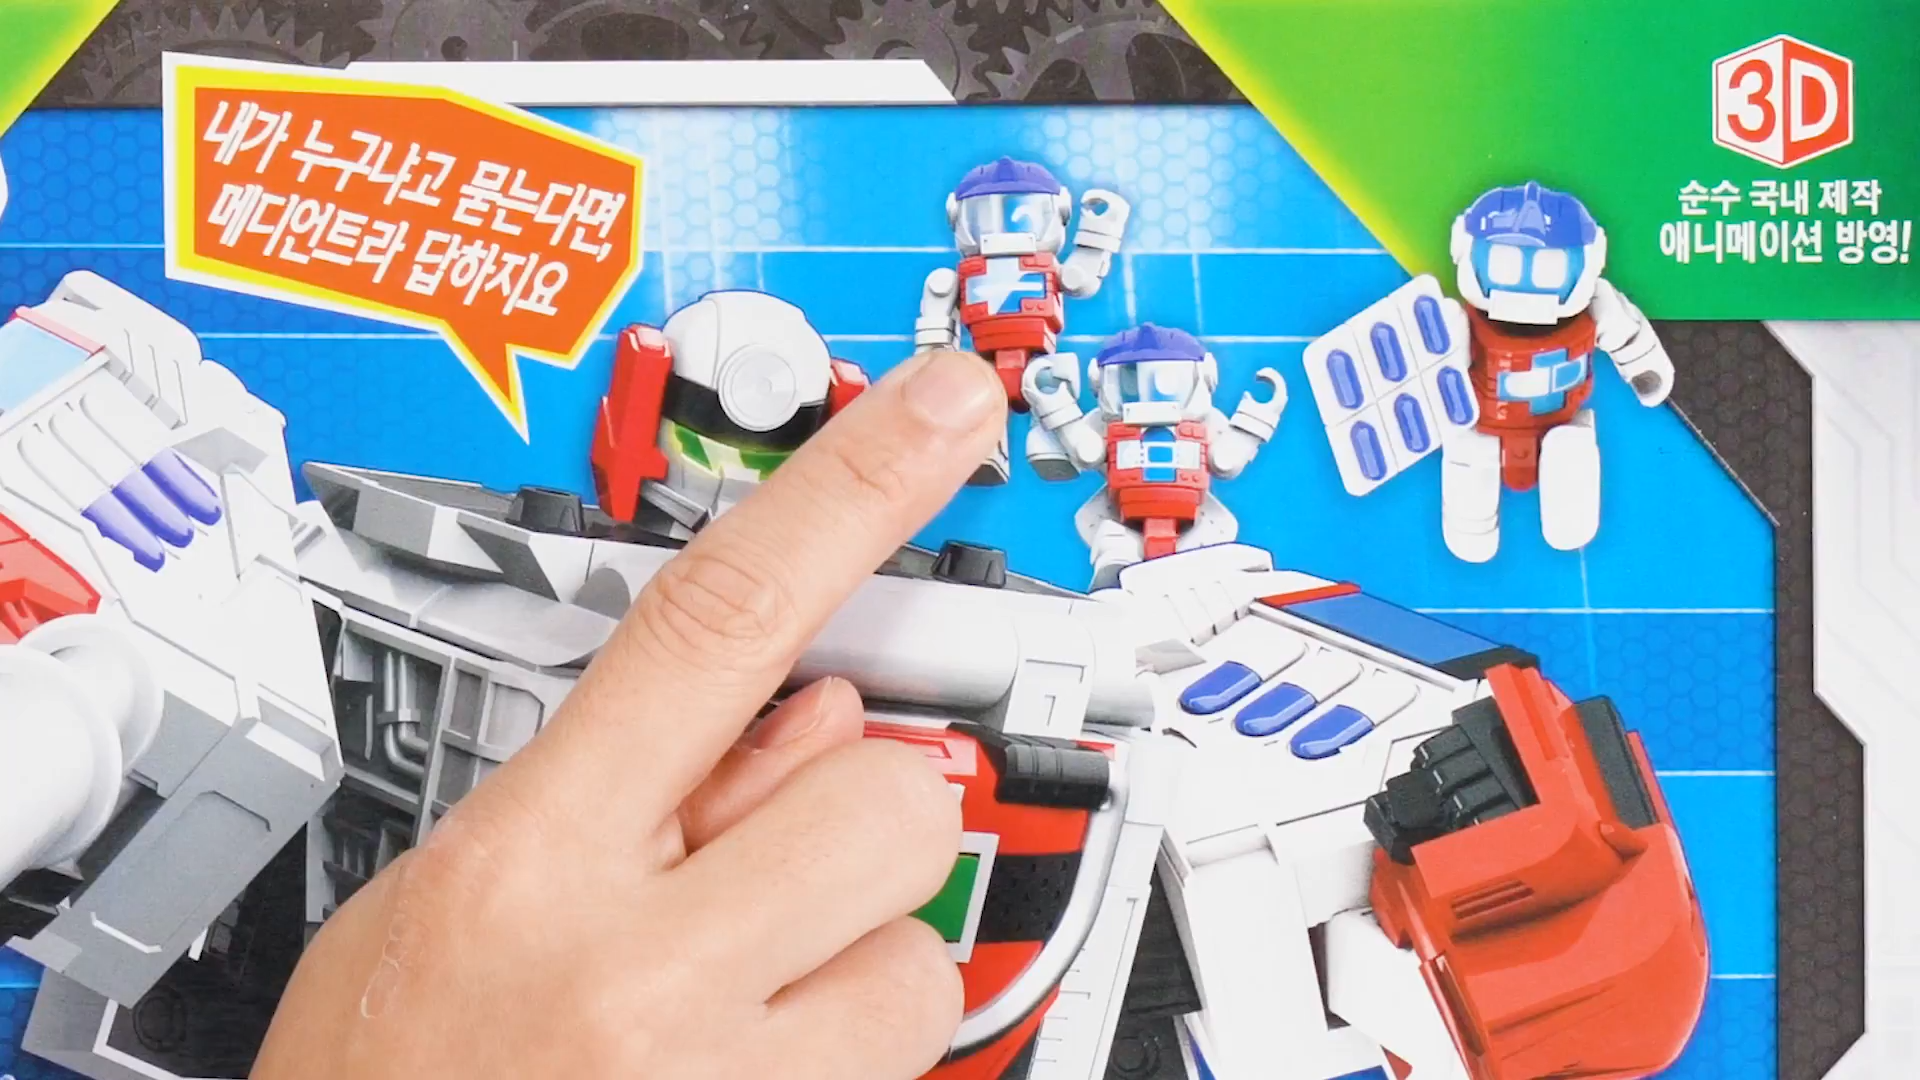 내가 누구냐고 묻는다면,
메디언트라 답하지요
3D
순수 국내 제작
애니메이션 방영!